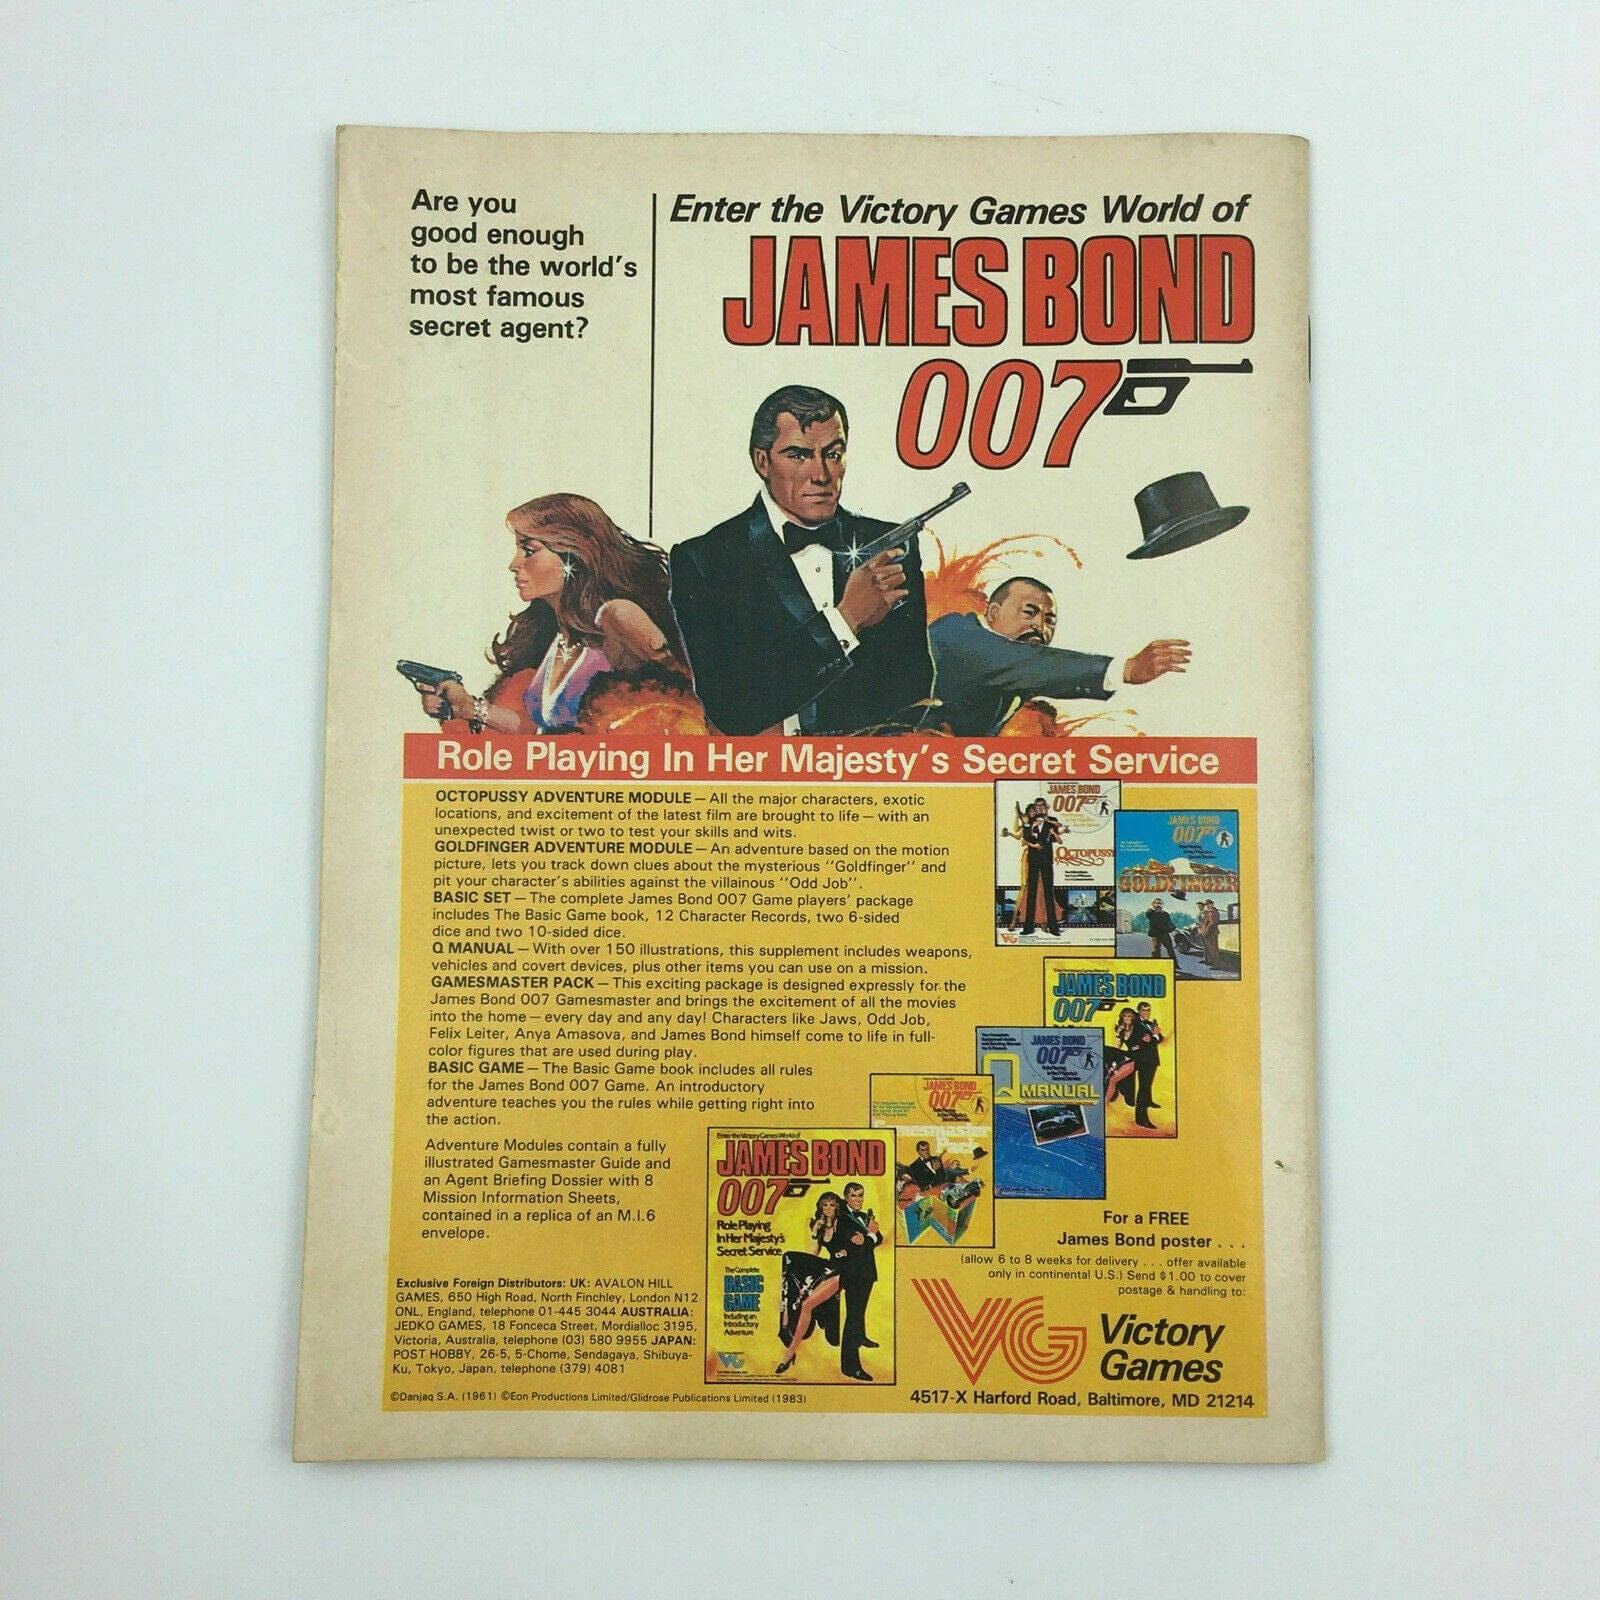 Are you
good enough
to be the world's
most famous
secret agent?
Enter the Victory Games World of
JAMES BOND
007
Role Playing In Her Majesty's Secret Service
OCTOPUSSY ADVENTURE MODULE — All the major characters, exotic
locations, and excitement of the latest film are brought to life — with an
unexpected twist or two to test your skills and wits.
GOLDFINGER ADVENTURE MODULE — An adventure based on the motion
picture, lets you track down clues about the mysterious "Goldfinger" and
pit your character's abilities against the villainous "Odd Job".
BASIC SET — The complete James Bond 007 Game players' package
includes The Basic Game book, 12 Character Records, two 6-sided
dice and two 10-sided dice.
Q MANUAL — With over 150 illustrations, this supplement includes weapons,
vehicles and covert devices, plus other items you can use on a mission.
GAMESMASTER PACK — This exciting package is designed expressly for the
James Bond 007 Gamesmaster and brings the excitement of all the movies
into the home — every day and any day! Characters like Jaws, Odd Job,
Felix Leiter, Anya Amasova, and James Bond himself come to life in full-
color figures that are used during play.
BASIC GAME — The Basic Game book includes all rules
for the James Bond 007 Game. An introductory
adventure teaches you the rules while getting right into
the action.
Adventure Modules contain a fully
illustrated Gamesmaster Guide and
an Agent Briefing Dossier with 8
Mission Information Sheets,
contained in a replica of an M.I.6
envelope.
JAMES BOND
007
OCTOPUSSY
VG
JAMES BOND
007
GOLDFINGER
JAMES BOND
007
JAMES BOND
007
Q MANUAL
JAMES BOND
007
Pack
Enter the Victory Games World of
JAMES BOND
007
Role Playing
In Her Majesty's
Secret Service
The Complete
BASIC
GAME
Including an
Introductory
Adventure
VG
For a FREE
James Bond poster . . .
(allow 6 to 8 weeks for delivery . . . offer available
only in continental U.S.) Send $1.00 to cover
postage & handling to:
VG Victory
Games
4517-X Harford Road, Baltimore, MD 21214
Exclusive Foreign Distributors: UK: AVALON HILL
GAMES, 650 High Road, North Finchley, London N12
ONL, England, telephone 01-445 3044 AUSTRALIA:
JEDKO GAMES, 18 Fonceca Street, Mordialloc 3195,
Victoria, Australia, telephone (03) 580 9955 JAPAN:
POST HOBBY, 26-5, 5-Chome, Sendagaya, Shibuya-
Ku, Tokyo, Japan, telephone (379) 4081
©Danjaq S.A. (1961) ©Eon Productions Limited/Glidrose Publications Limited (1983)